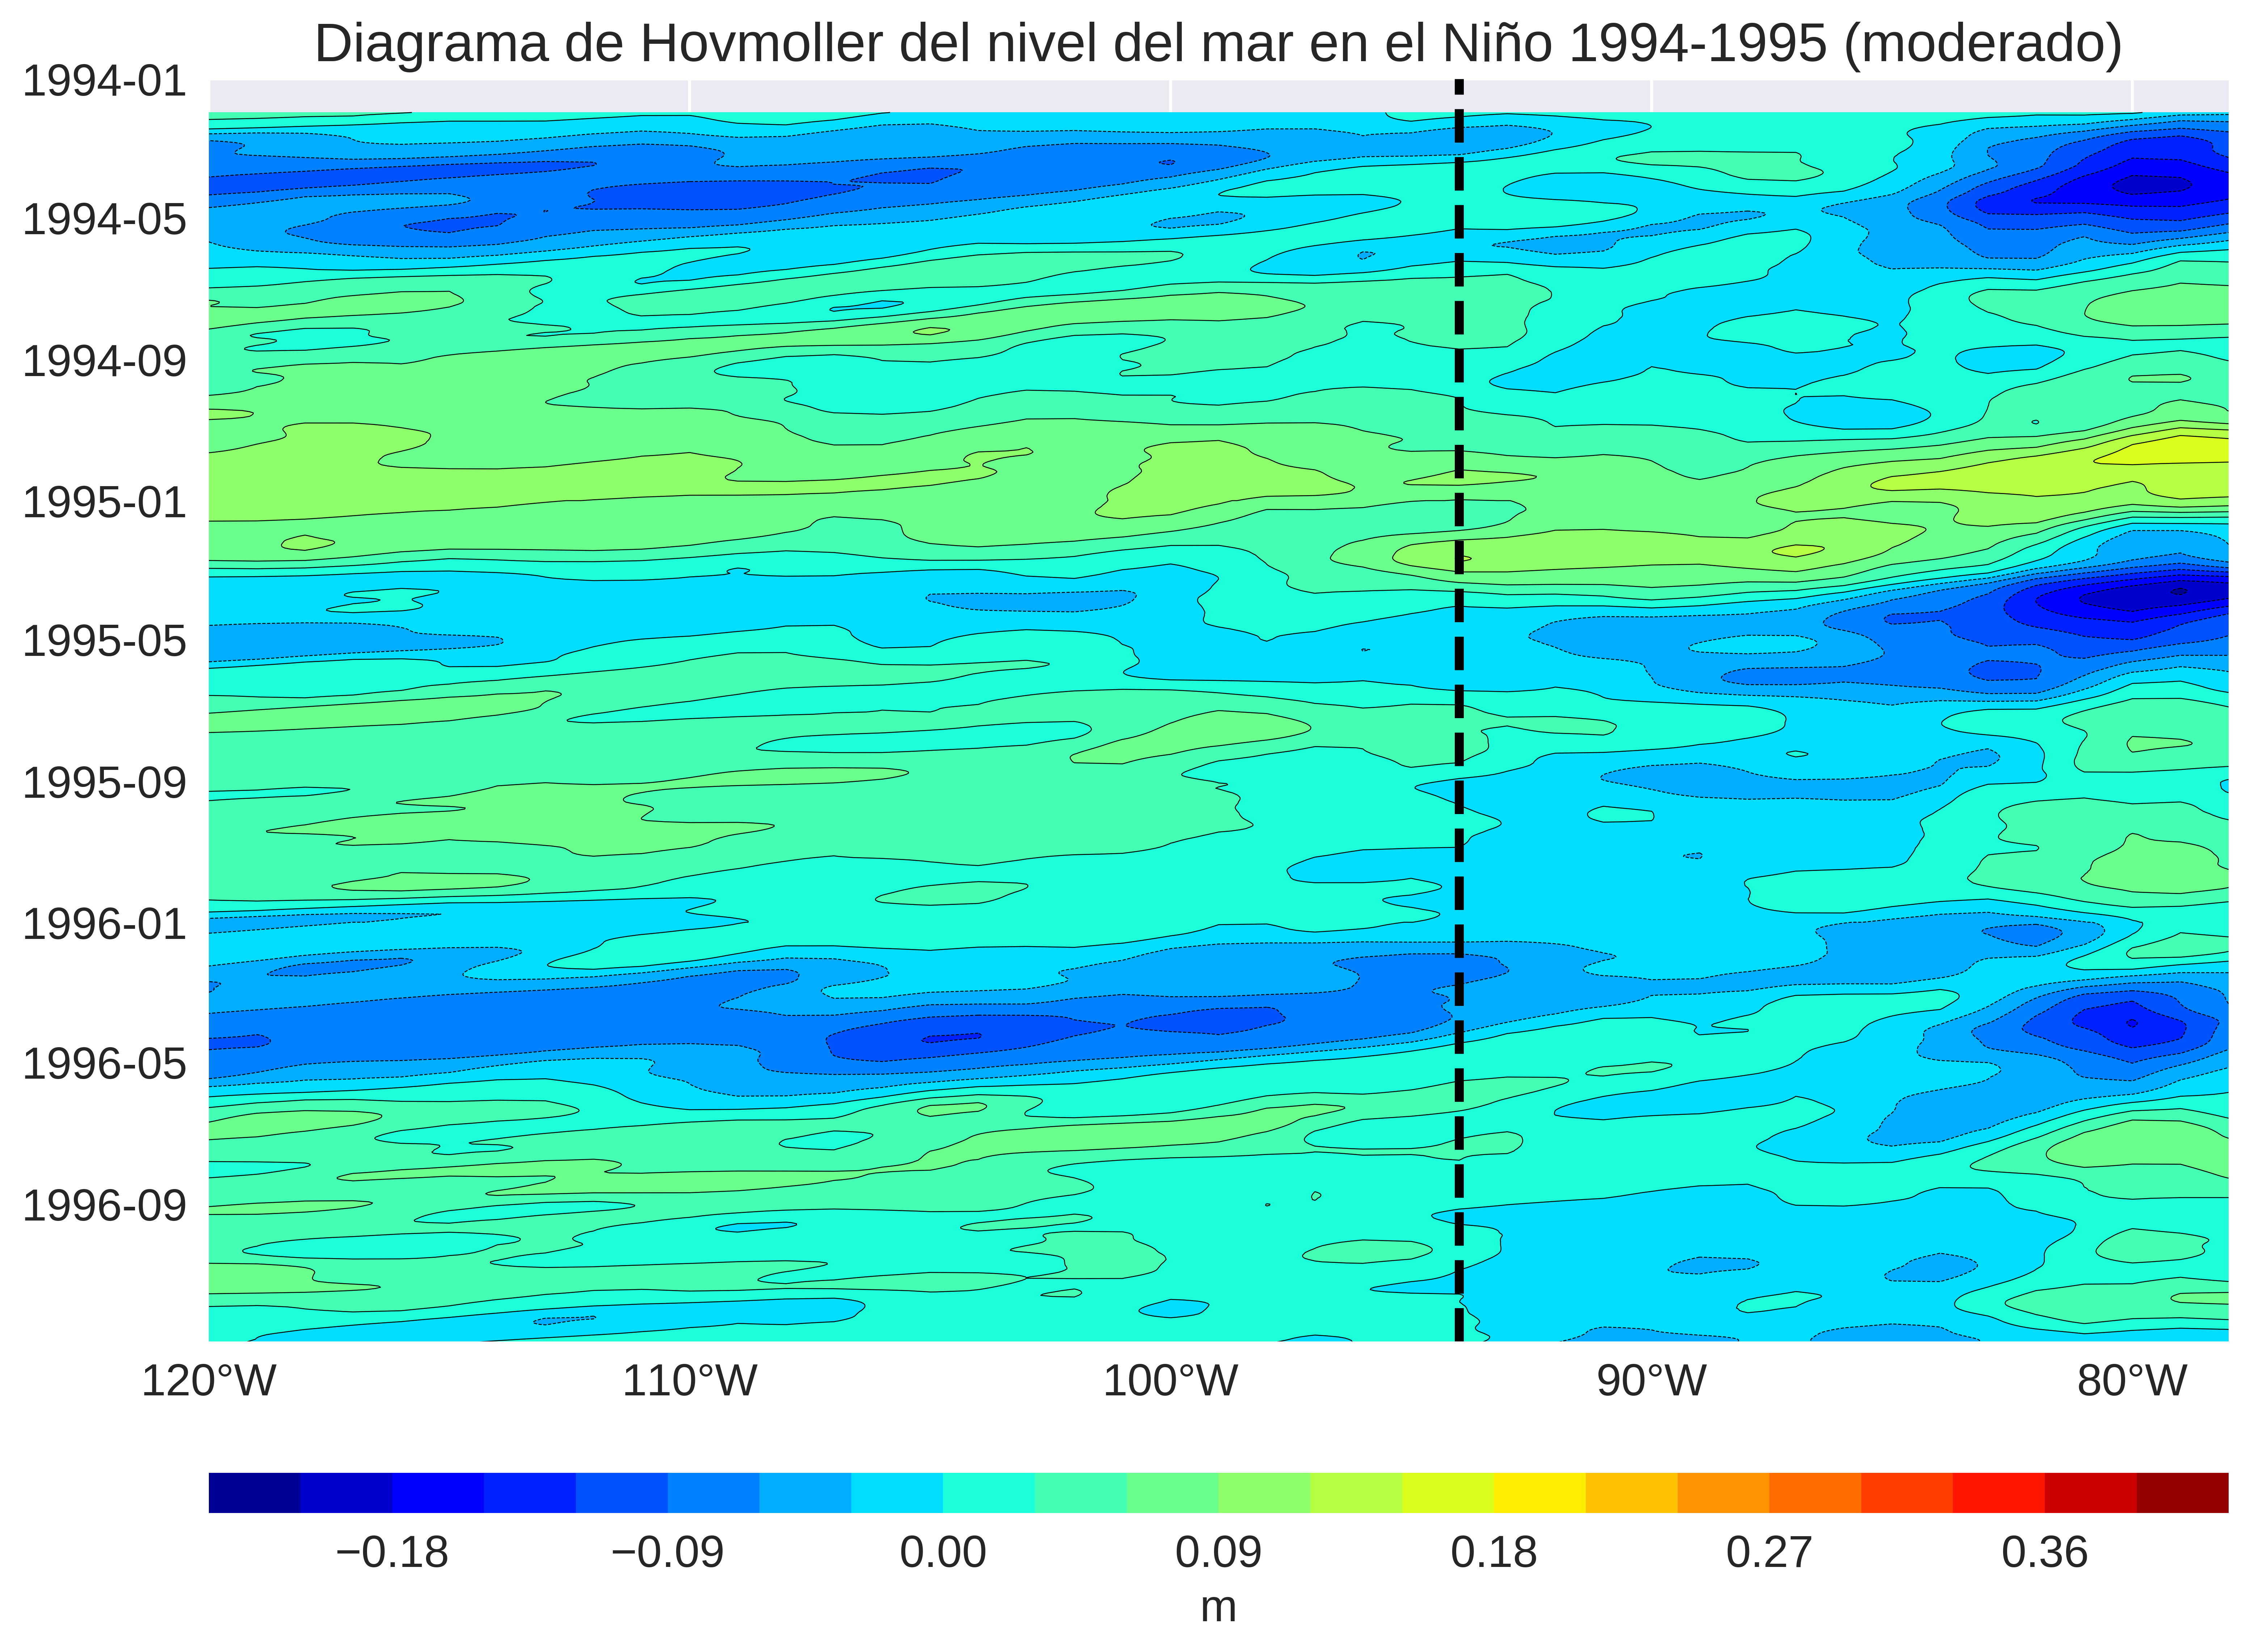 Diagrama de Hovmoller del nivel del mar en el Niño 1994-1995 (moderado)
1994-01
1994-05
1994-09
1995-01
1995-05
1995-09
1996-01
1996-05
1996-09
120°W 110°W 100°W 90°W 80°W
−0.18 −0.09 0.00 0.09 0.18 0.27 0.36
m